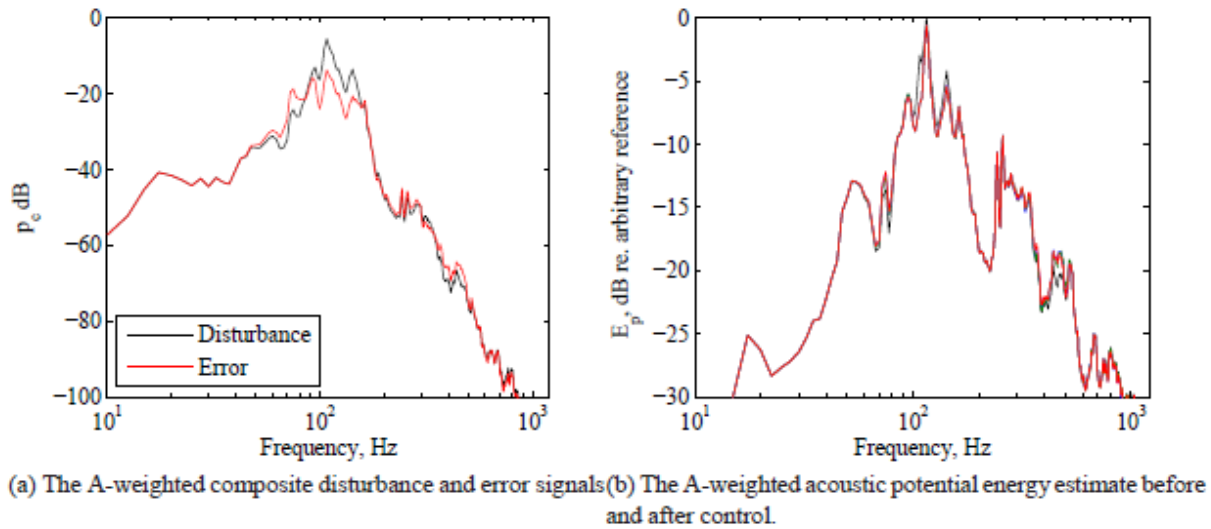 0
−20
−40
−60
−80
−100
p_c dB
Disturbance
Error
10^1
10^2
10^3
Frequency, Hz
0
−5
−10
−15
−20
−25
−30
E_p, dB re. arbitrary reference
10^1
10^2
10^3
Frequency, Hz
(a) The A-weighted composite disturbance and error signals
(b) The A-weighted acoustic potential energy estimate before
and after control.